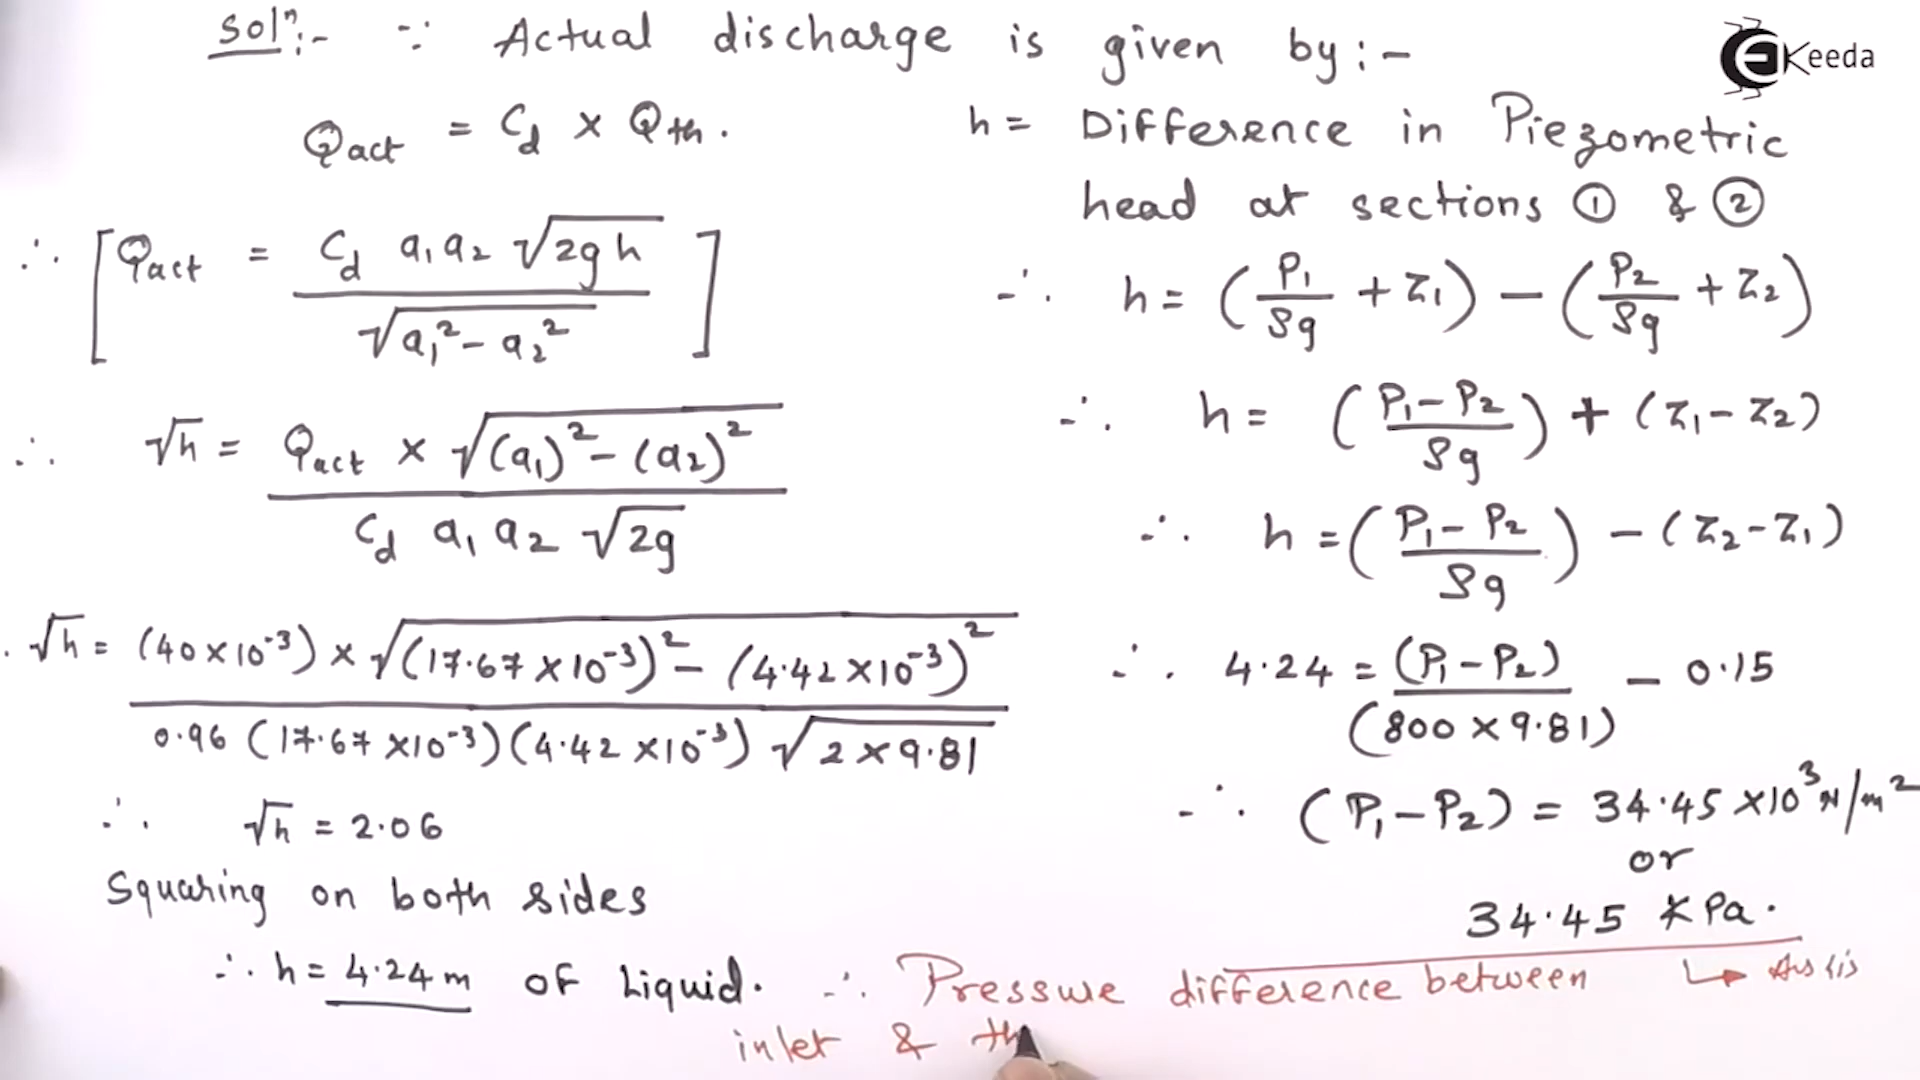 Solⁿ:- ∵ Actual discharge is given by:-
Qact = Cd × Qth.
∴ [Qact = Cd a₁ a₂ √2gh / √a₁² - a₂²]
∴ √h = Qact × √(a₁)² - (a₂)² / Cd a₁ a₂ √2g
∴ √h = (40×10⁻³) × √(17.67×10⁻³)² - (4.42×10⁻³)² / 0.96 (17.67×10⁻³)(4.42×10⁻³) √2×9.81
∴ √h = 2.06
Squaring on both sides
∴ h = 4.24m of Liquid.
EKeeda
h = Difference in Piezometric
head at sections ① & ②
∴ h = (P₁/ρg + Z₁) - (P₂/ρg + Z₂)
∴ h = (P₁-P₂/ρg) + (Z₁-Z₂)
∴ h = (P₁-P₂/ρg) - (Z₂-Z₁)
∴ 4.24 = (P₁-P₂)/(800×9.81) - 0.15
∴ (P₁-P₂) = 34.45 ×10³ N/m²
or
34.45 KPa.
∴ Pressure difference between
inlet & th